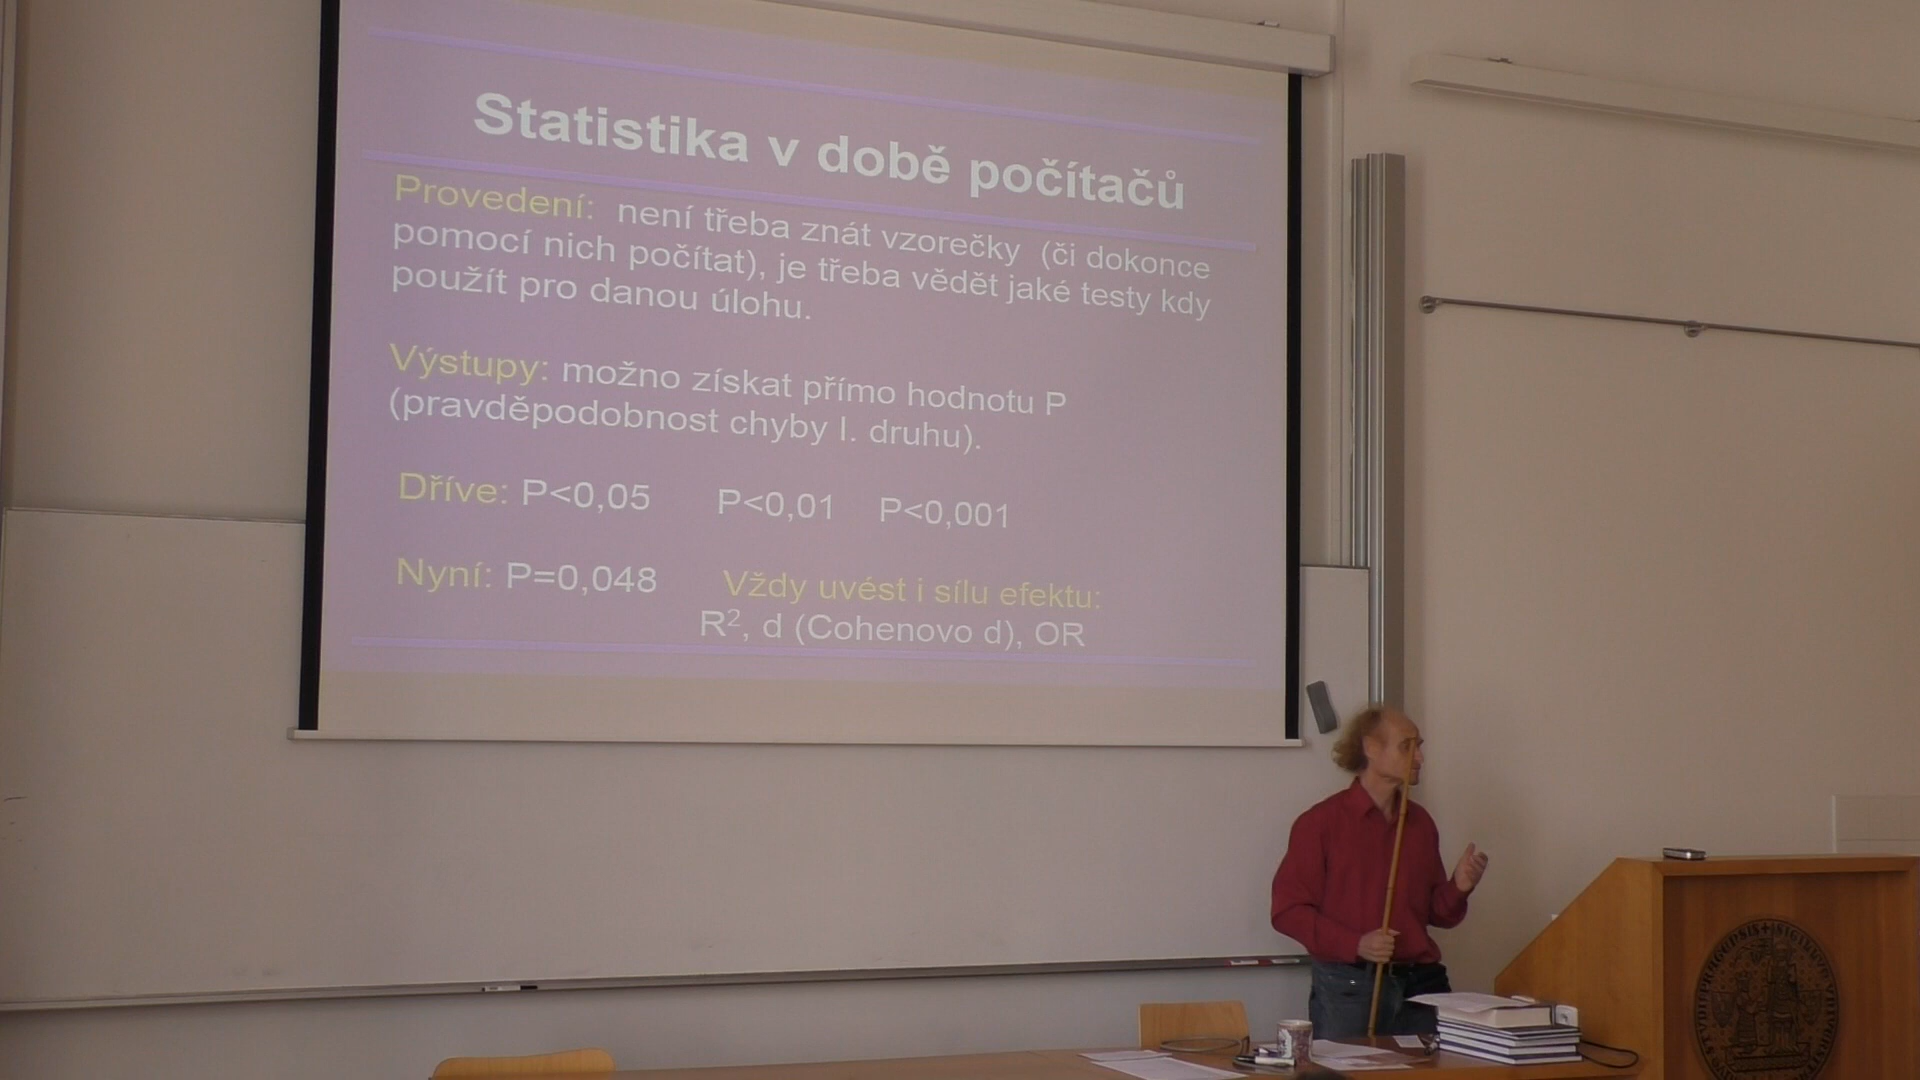 Statistika v době počítačů
Provedení: není třeba znát vzorečky (či dokonce
pomocí nich počítat), je třeba vědět jaké testy kdy
použít pro danou úlohu.
Výstupy: možno získat přímo hodnotu P
(pravděpodobnost chyby I. druhu).
Dříve: P<0,05 P<0,01 P<0,001
Nyní: P=0,048 Vždy uvést i sílu efektu:
R², d (Cohenovo d), OR